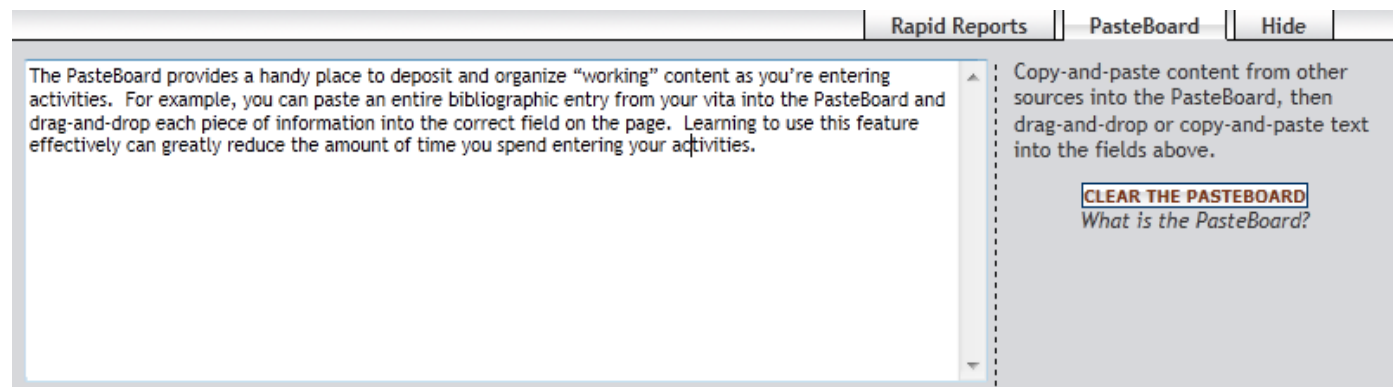 Rapid Reports
PasteBoard
Hide
The PasteBoard provides a handy place to deposit and organize “working” content as you’re entering
activities.  For example, you can paste an entire bibliographic entry from your vita into the PasteBoard and
drag-and-drop each piece of information into the correct field on the page.  Learning to use this feature
effectively can greatly reduce the amount of time you spend entering your activities.
Copy-and-paste content from other
sources into the PasteBoard, then
drag-and-drop or copy-and-paste text
into the fields above.
CLEAR THE PASTEBOARD
What is the PasteBoard?